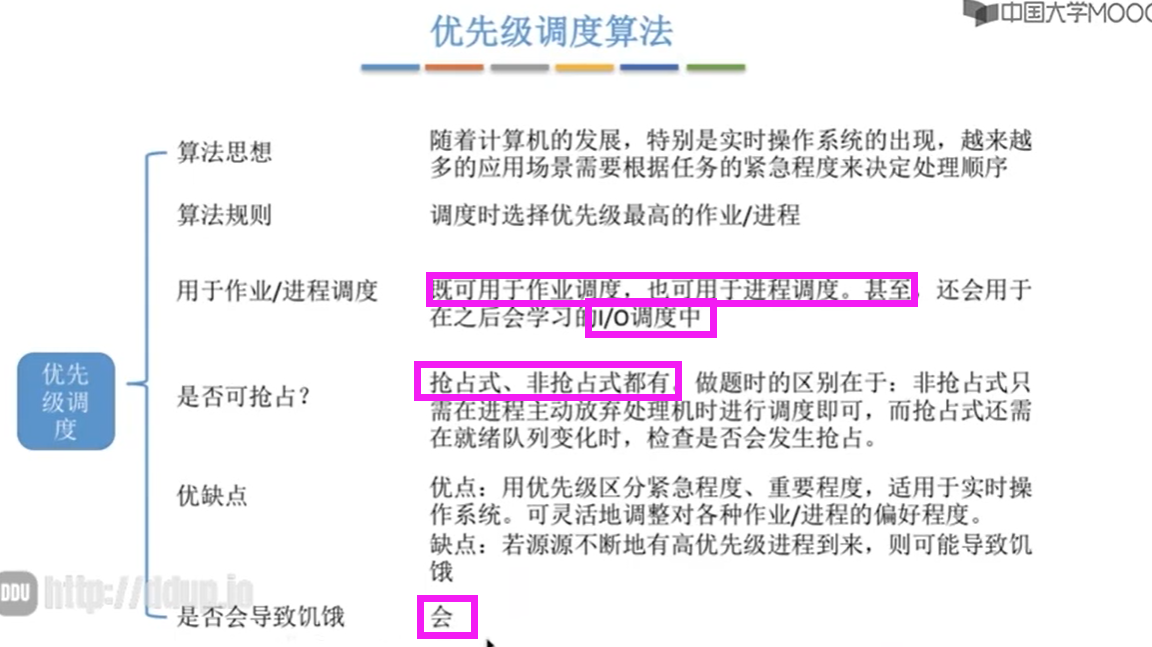 中国大学MOOC
优先级调度算法
算法思想
随着计算机的发展，特别是实时操作系统的出现，越来越
多的应用场景需要根据任务的紧急程度来决定处理顺序
算法规则
调度时选择优先级最高的作业/进程
用于作业/进程调度
既可用于作业调度，也可用于进程调度。甚至，还会用于
在之后会学习的I/O调度中
优先
级调
度
是否可抢占？
抢占式、非抢占式都有。做题时的区别在于：非抢占式只
需在进程主动放弃处理机时进行调度即可，而抢占式还需
在就绪队列变化时，检查是否会发生抢占。
优缺点
优点：用优先级区分紧急程度、重要程度，适用于实时操
作系统。可灵活地调整对各种作业/进程的偏好程度。
缺点：若源源不断地有高优先级进程到来，则可能导致饥
饿
DDU http://ddup.io
是否会导致饥饿
会